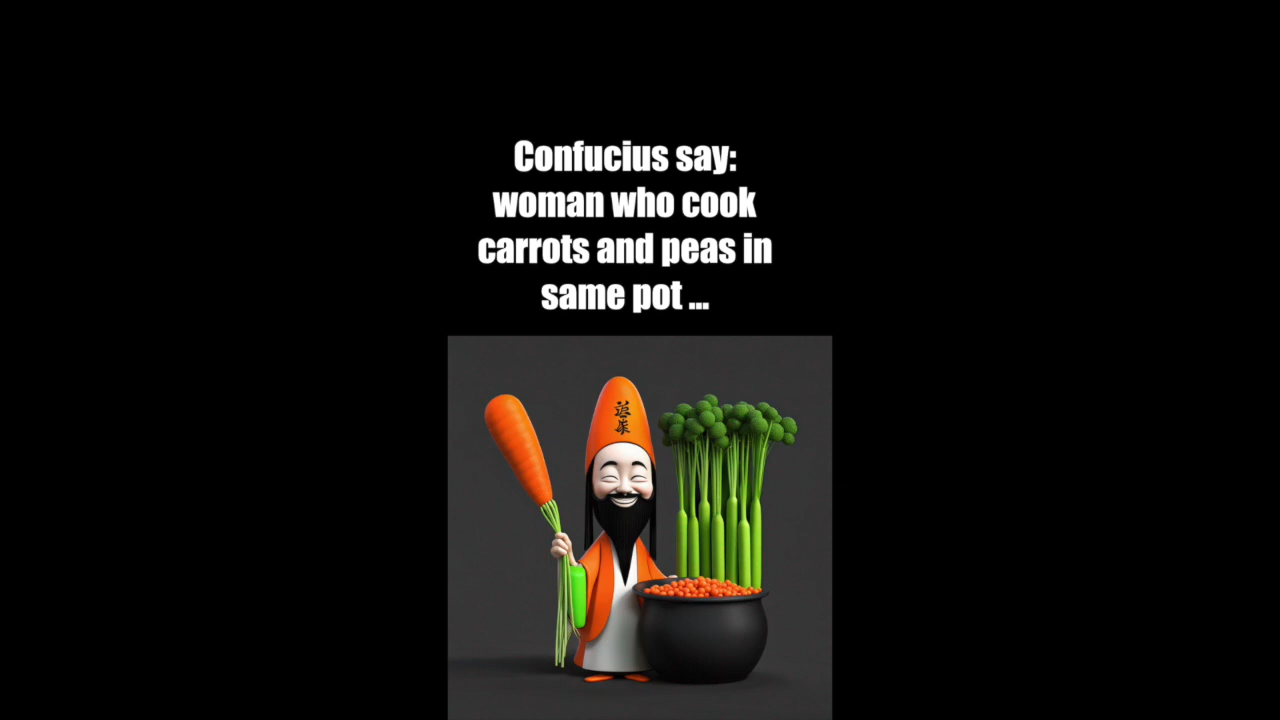 Confucius say:
woman who cook
carrots and peas in
same pot ...